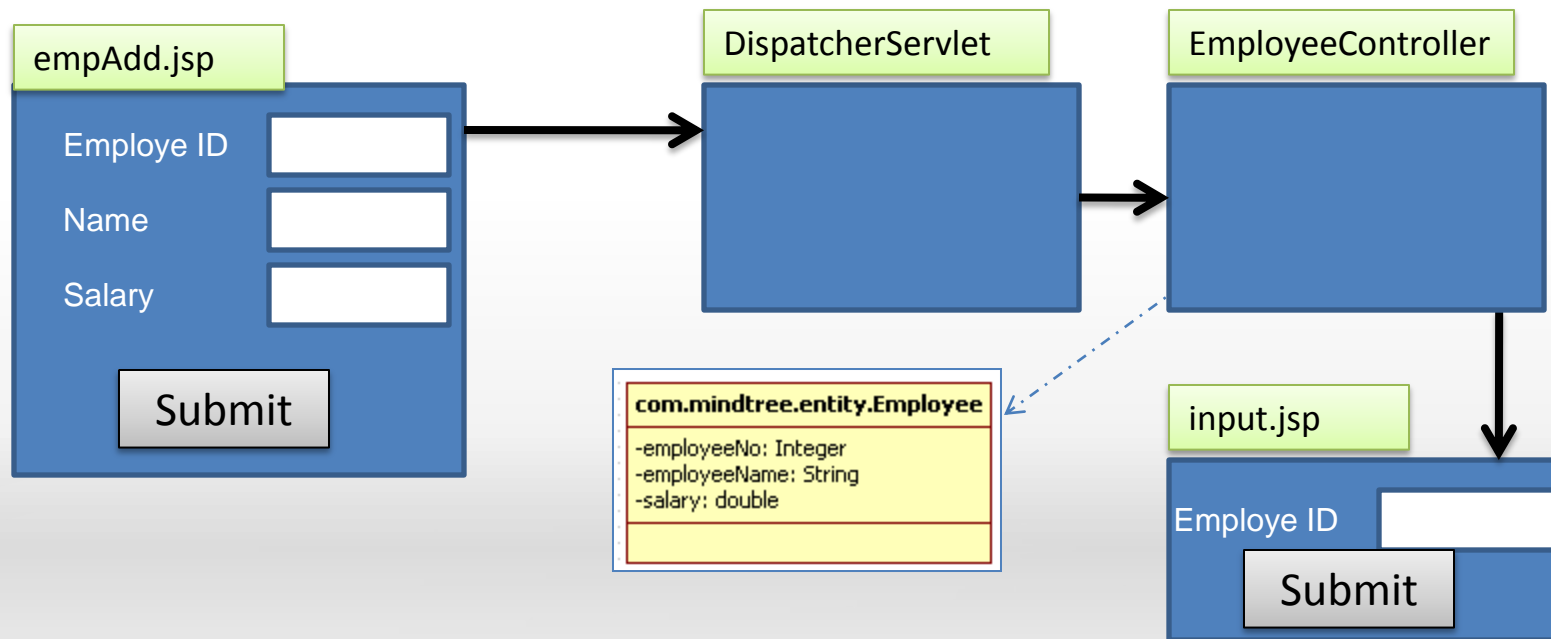 empAdd.jsp
Employe ID
Name
Salary
Submit
DispatcherServlet
EmployeeController
com.mindtree.entity.Employee
-employeeNo: Integer
-employeeName: String
-salary: double
input.jsp
Employe ID
Submit